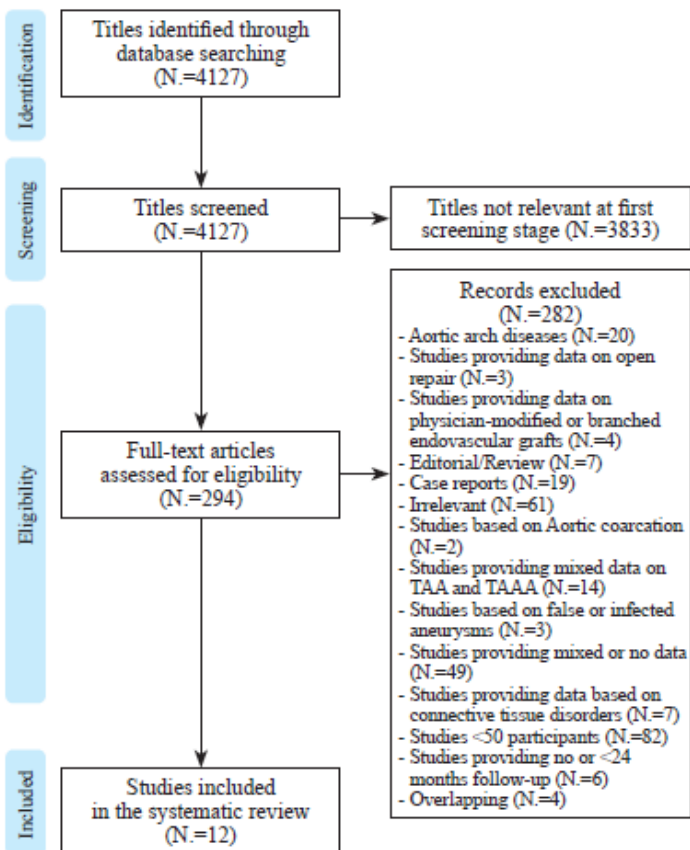 Identification
Titles identified through
database searching
(N.=4127)
Screening
Titles screened
(N.=4127)
Titles not relevant at first
screening stage (N.=3833)
Eligibility
Full-text articles
assessed for eligibility
(N.=294)
Records excluded
(N.=282)
- Aortic arch diseases (N.=20)
- Studies providing data on open
repair (N.=3)
- Studies providing data on
physician-modified or branched
endovascular grafts (N.=4)
- Editorial/Review (N.=7)
- Case reports (N.=19)
- Irrelevant (N.=61)
- Studies based on Aortic coarcation
(N.=2)
- Studies providing mixed data on
TAA and TAAA (N.=14)
- Studies based on false or infected
aneurysms (N.=3)
- Studies providing mixed or no data
(N.=49)
- Studies providing data based on
connective tissue disorders (N.=7)
- Studies <50 participants (N.=82)
- Studies providing no or <24
months follow-up (N.=6)
- Overlapping (N.=4)
Included
Studies included
in the systematic review
(N.=12)